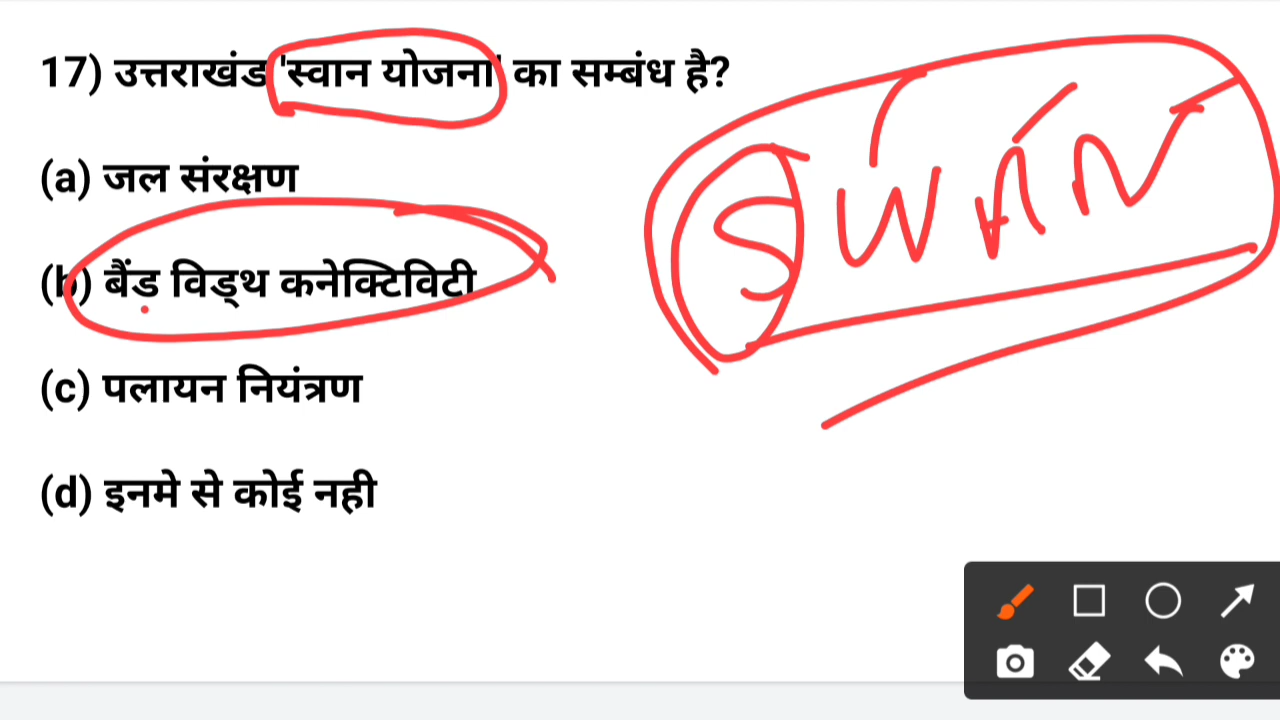 17) उत्तराखंड 'स्वान योजना' का सम्बंध है?
SWAN
(a) जल संरक्षण
(b) बैंड विड्थ कनेक्टिविटी
(c) पलायन नियंत्रण
(d) इनमे से कोई नही